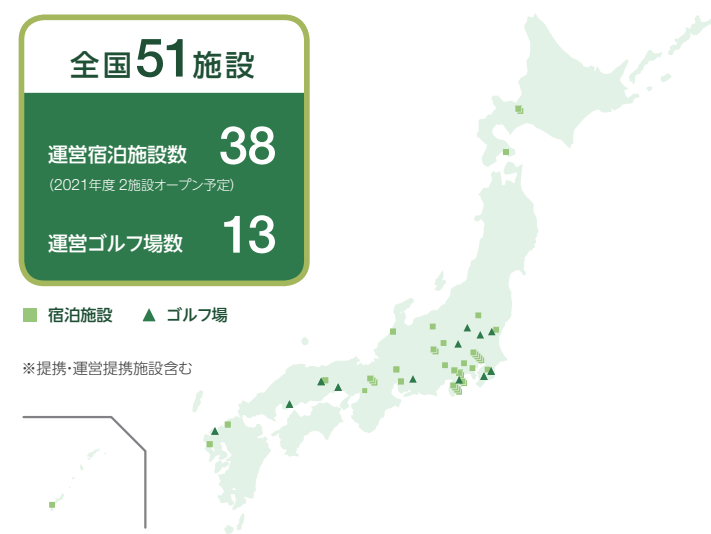 全国51施設
運営宿泊施設数 38
(2021年度 2施設オープン予定)
運営ゴルフ場数 13
宿泊施設 ゴルフ場
※提携・運営提携施設含む